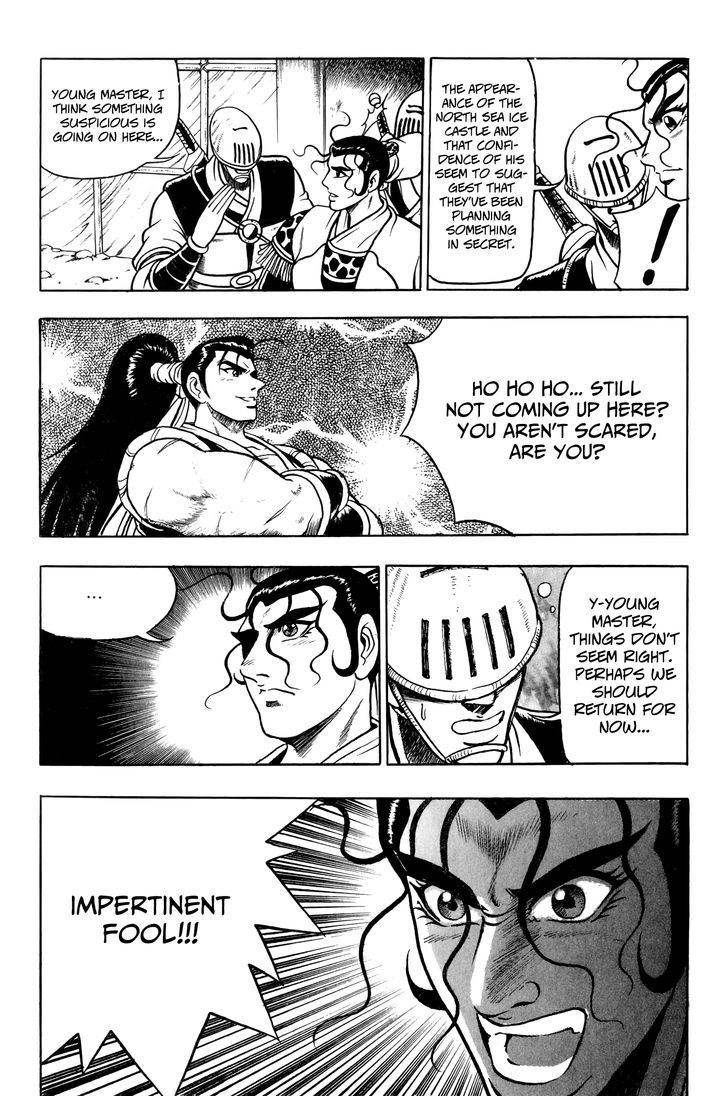 YOUNG MASTER, I
THINK SOMETHING
SUSPICIOUS IS
GOING ON HERE...
THE APPEAR-
ANCE OF THE
NORTH SEA ICE
CASTLE AND
THAT CONFI-
DENCE OF HIS
SEEM TO SUG-
GEST THAT
THEY'VE BEEN
PLANNING
SOMETHING
IN SECRET.
!
HO HO HO... STILL
NOT COMING UP HERE?
YOU AREN'T SCARED,
ARE YOU?
...
Y-YOUNG
MASTER,
THINGS DON'T
SEEM RIGHT.
PERHAPS WE
SHOULD
RETURN FOR
NOW...
IMPERTINENT
FOOL!!!